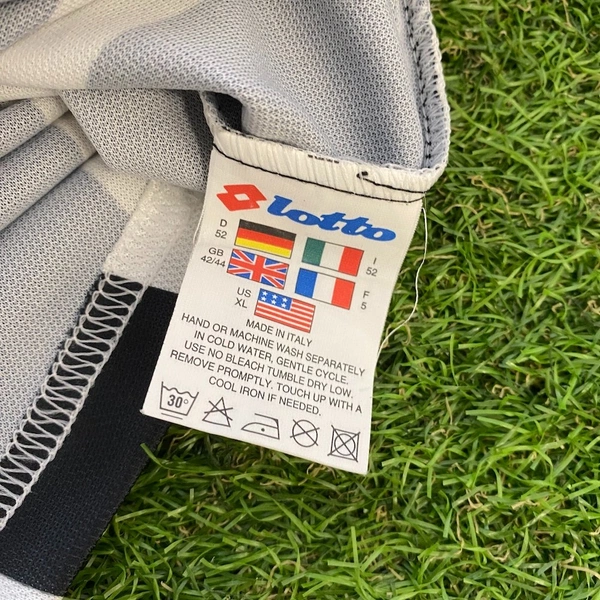 lotto
D
52
I
52
GB
42/44
F
5
US
XL
MADE IN ITALY
HAND OR MACHINE WASH SEPARATELY
IN COLD WATER, GENTLE CYCLE.
USE NO BLEACH TUMBLE DRY LOW,
REMOVE PROMPTLY. TOUCH UP WITH A
COOL IRON IF NEEDED.
30°